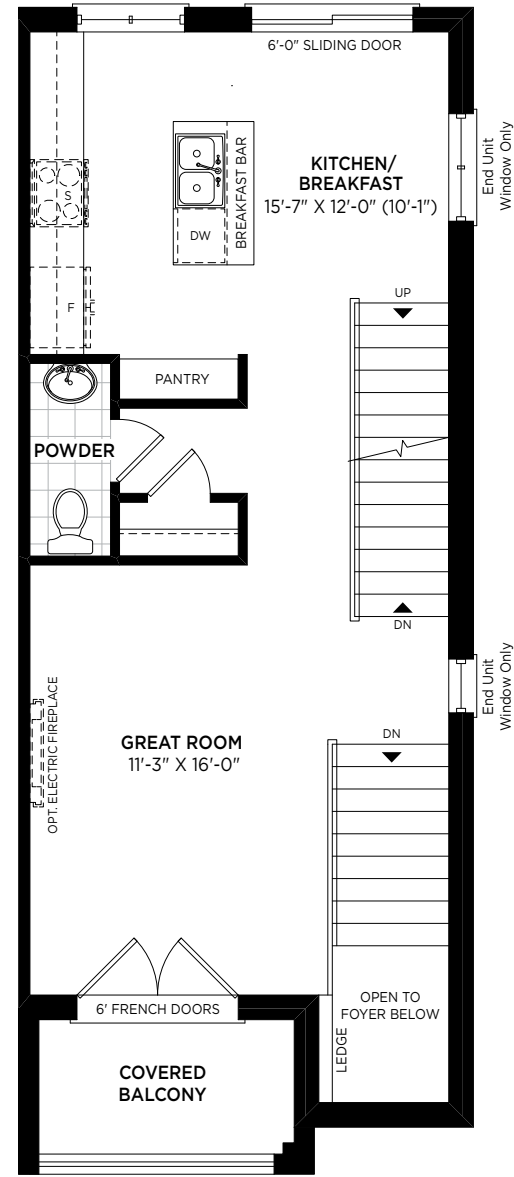 6'-0" SLIDING DOOR
End Unit
Window Only
KITCHEN/
BREAKFAST
15'-7" X 12'-0" (10'-1")
BREAKFAST BAR
S
DW
F
UP
PANTRY
POWDER
DN
End Unit
Window Only
OPT. ELECTRIC FIREPLACE
GREAT ROOM
11'-3" X 16'-0"
DN
6' FRENCH DOORS
OPEN TO
FOYER BELOW
LEDGE
COVERED
BALCONY